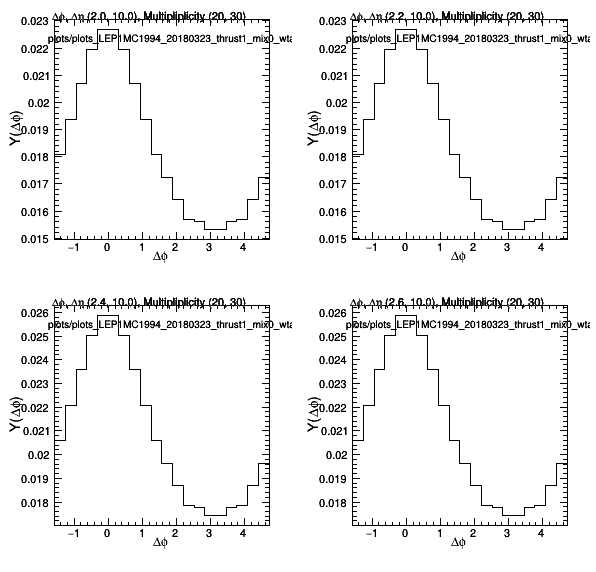 Δφ, Δη (2.0, 10.0), Multipliplicity (20, 30)
plots/plots_LEP1MC1994_20180323_thrust1_mix0_wta
0.023
0.022
0.021
0.02
0.019
0.018
0.017
0.016
0.015
Y(Δφ)
−1 0 1 2 3 4
Δφ
Δφ, Δη (2.2, 10.0), Multipliplicity (20, 30)
plots/plots_LEP1MC1994_20180323_thrust1_mix0_wta
0.023
0.022
0.021
0.02
0.019
0.018
0.017
0.016
0.015
Y(Δφ)
−1 0 1 2 3 4
Δφ
Δφ, Δη (2.4, 10.0), Multipliplicity (20, 30)
plots/plots_LEP1MC1994_20180323_thrust1_mix0_wta
0.026
0.025
0.024
0.023
0.022
0.021
0.02
0.019
0.018
Y(Δφ)
−1 0 1 2 3 4
Δφ
Δφ, Δη (2.6, 10.0), Multipliplicity (20, 30)
plots/plots_LEP1MC1994_20180323_thrust1_mix0_wta
0.026
0.025
0.024
0.023
0.022
0.021
0.02
0.019
0.018
Y(Δφ)
−1 0 1 2 3 4
Δφ